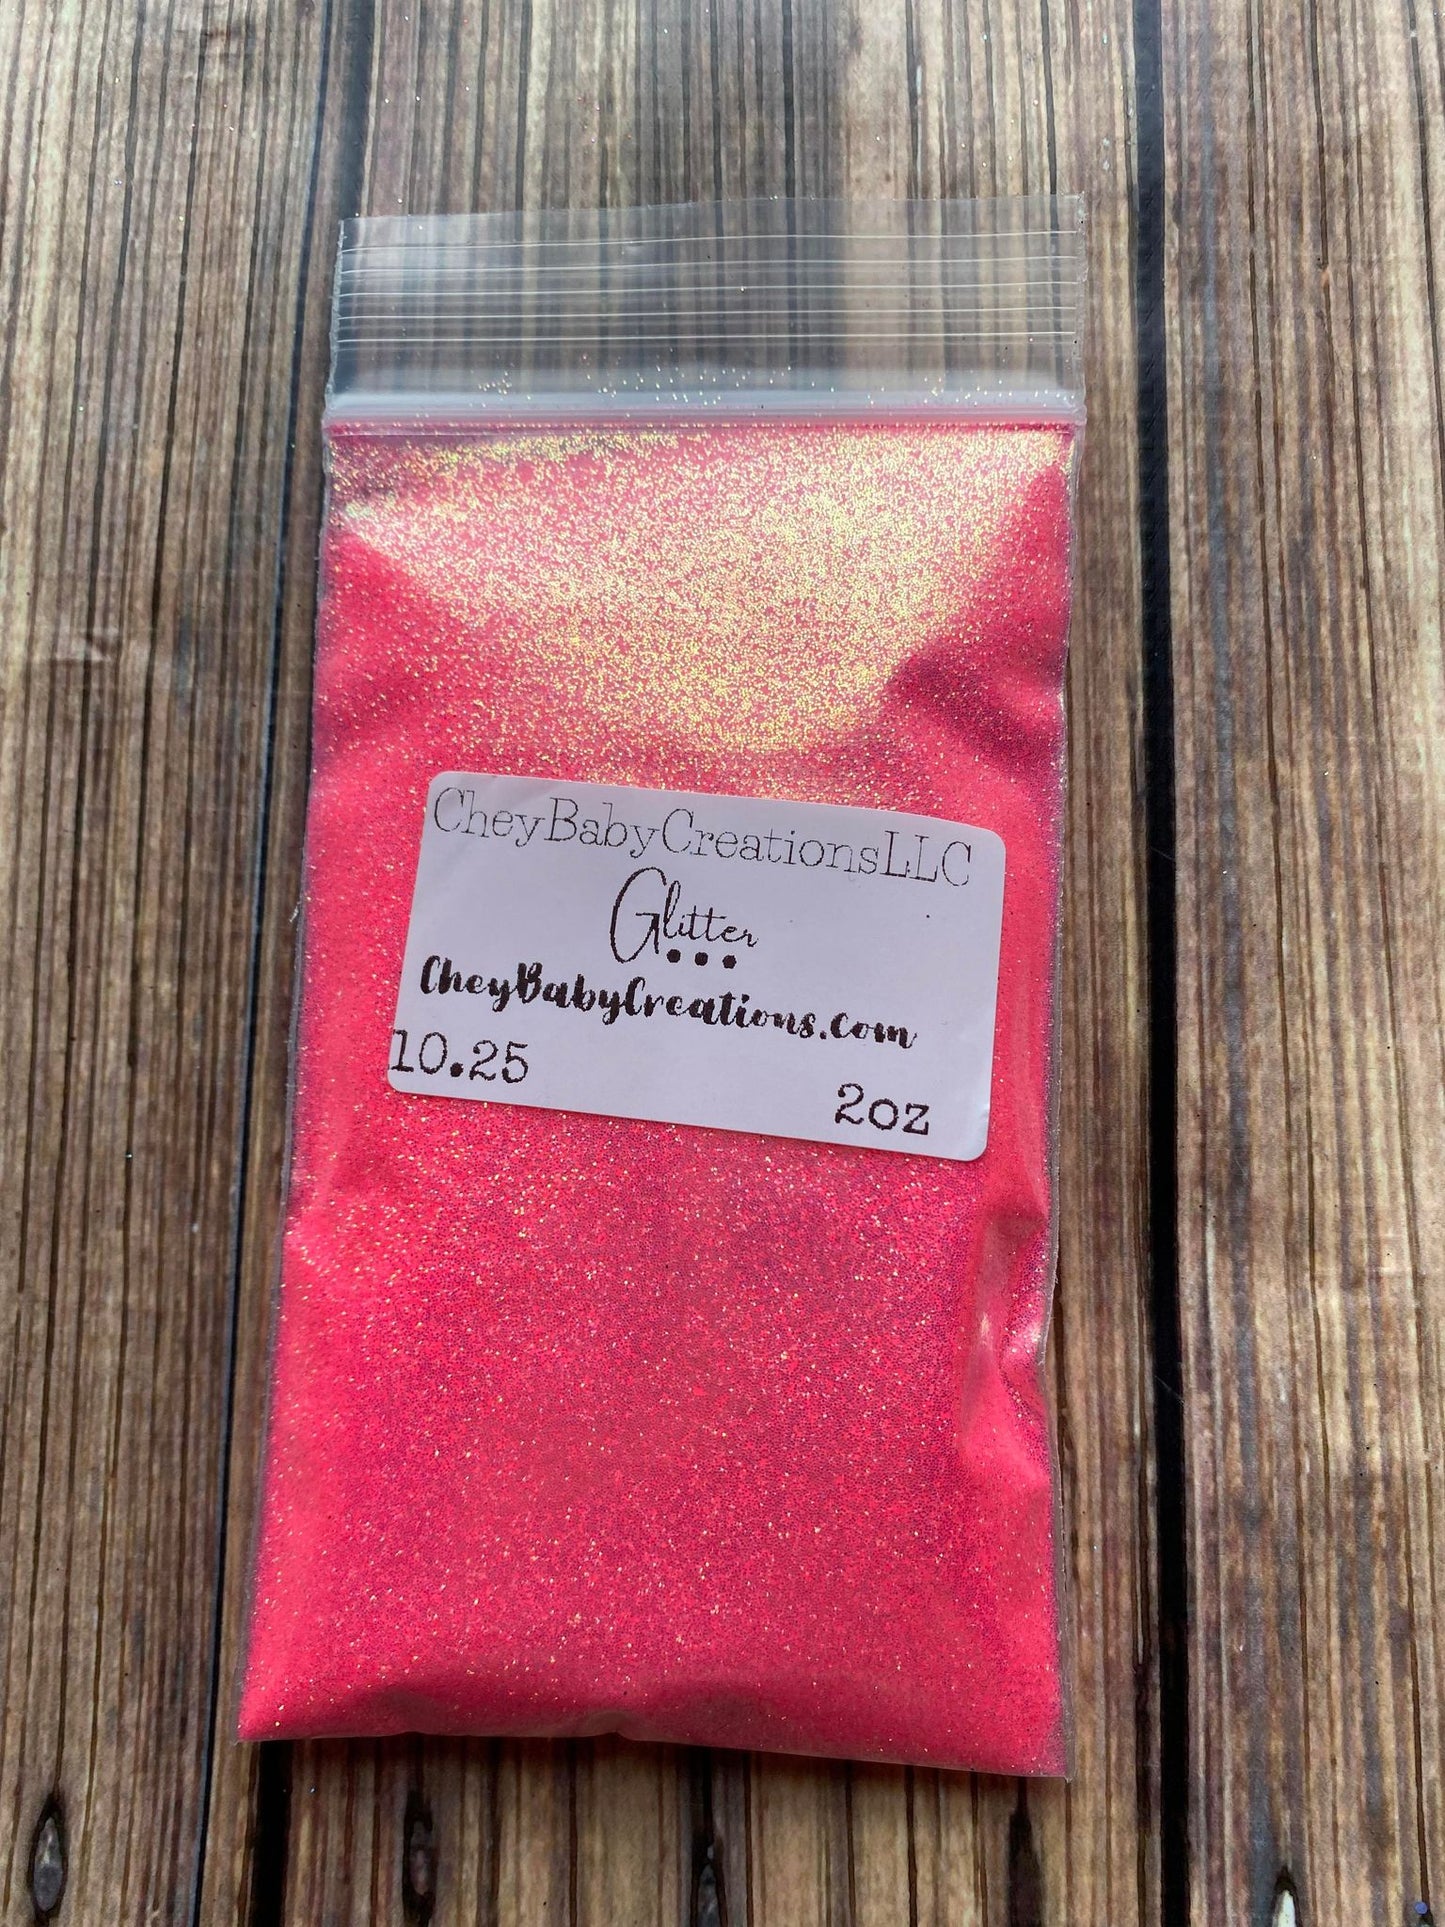 CheyBabyCreationsLLC
Glitter
CheyBabyCreations.com
10.25
2oz